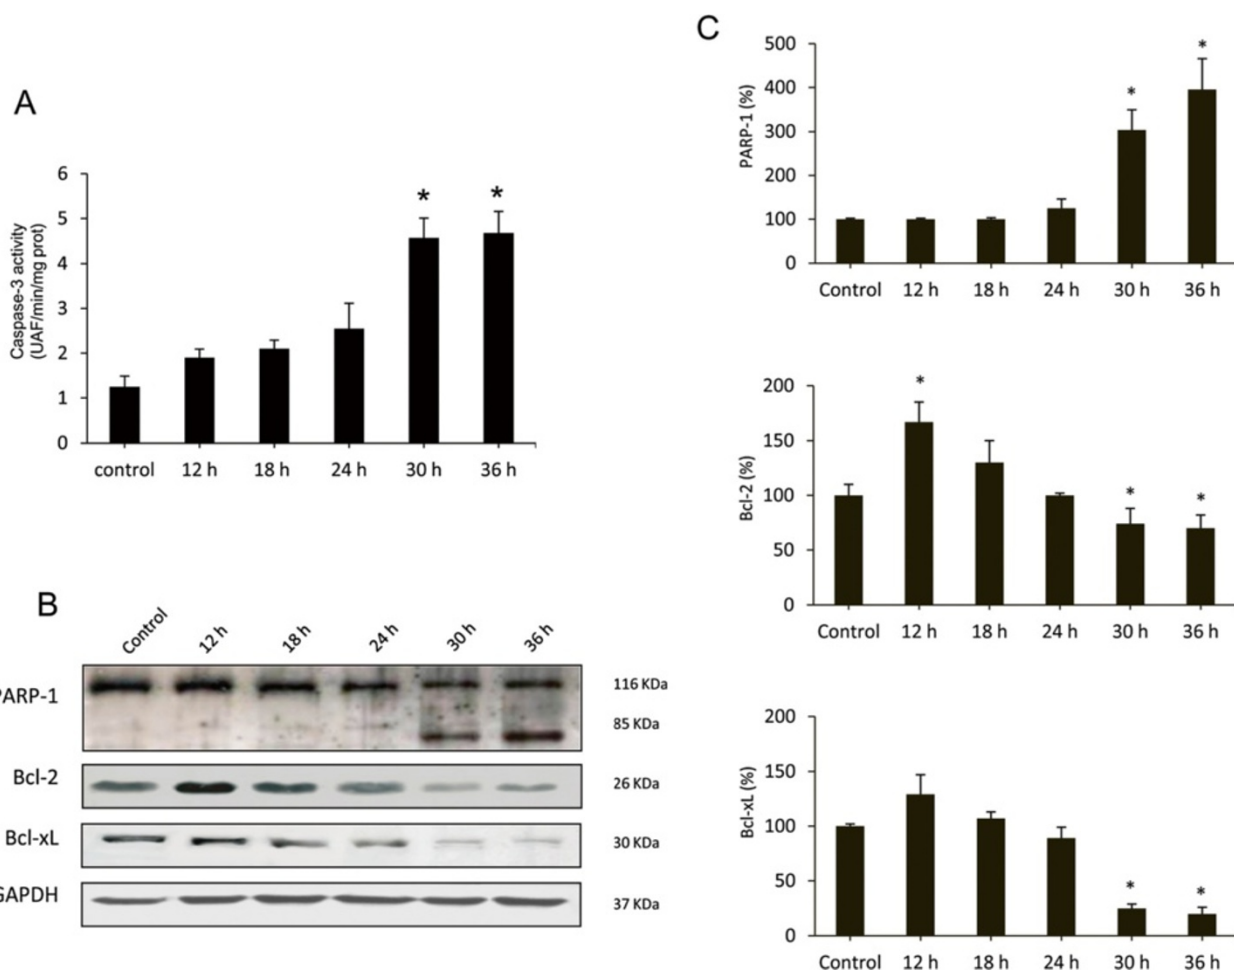 A
Caspase-3 activity
(UAF/min/mg prot)
6
5
4
3
2
1
0
* *
control 12 h 18 h 24 h 30 h 36 h
B
Control 12 h 18 h 24 h 30 h 36 h
PARP-1 116 KDa
85 KDa
Bcl-2 26 KDa
Bcl-xL 30 KDa
GAPDH 37 KDa
C
PARP-1 (%)
500
400
300
200
100
0
* *
Control 12 h 18 h 24 h 30 h 36 h
Bcl-2 (%)
200
150
100
50
0
* * *
Control 12 h 18 h 24 h 30 h 36 h
Bcl-xL (%)
200
150
100
50
0
* *
Control 12 h 18 h 24 h 30 h 36 h